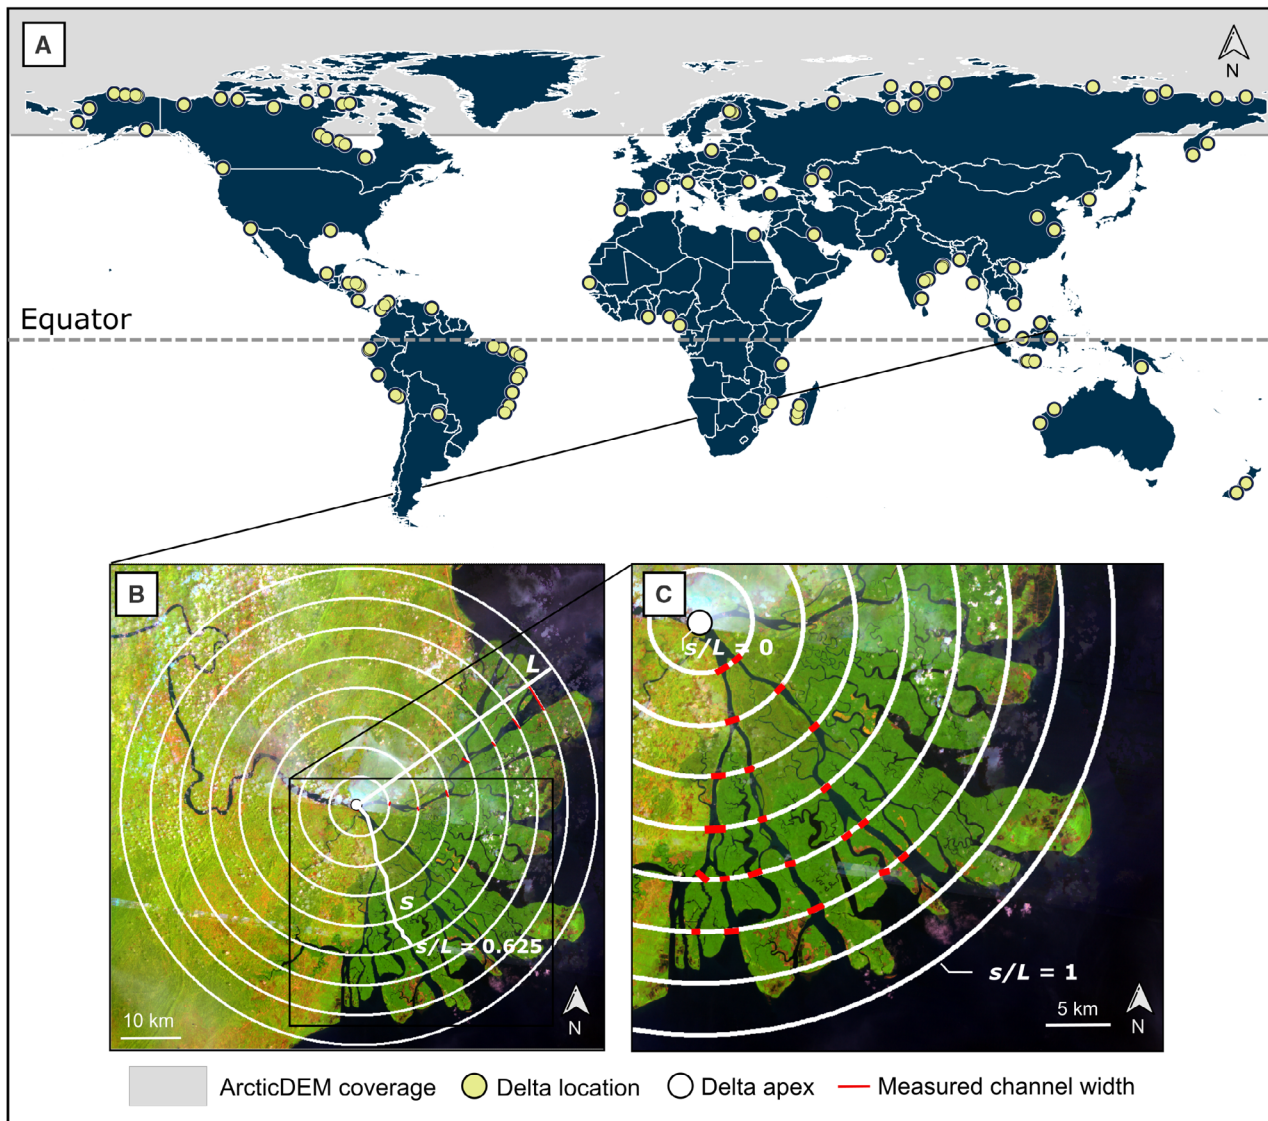 A
N
Equator
B
L
s
s/L = 0.625
10 km
N
C
s/L = 0
s/L = 1
5 km
N
ArcticDEM coverage
Delta location
Delta apex
Measured channel width